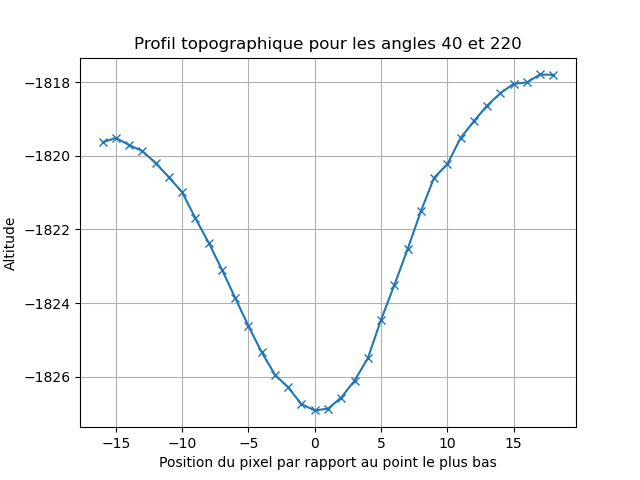 Profil topographique pour les angles 40 et 220
−1818
−1820
−1822
−1824
−1826
Altitude
−15 −10 −5 0 5 10 15
Position du pixel par rapport au point le plus bas